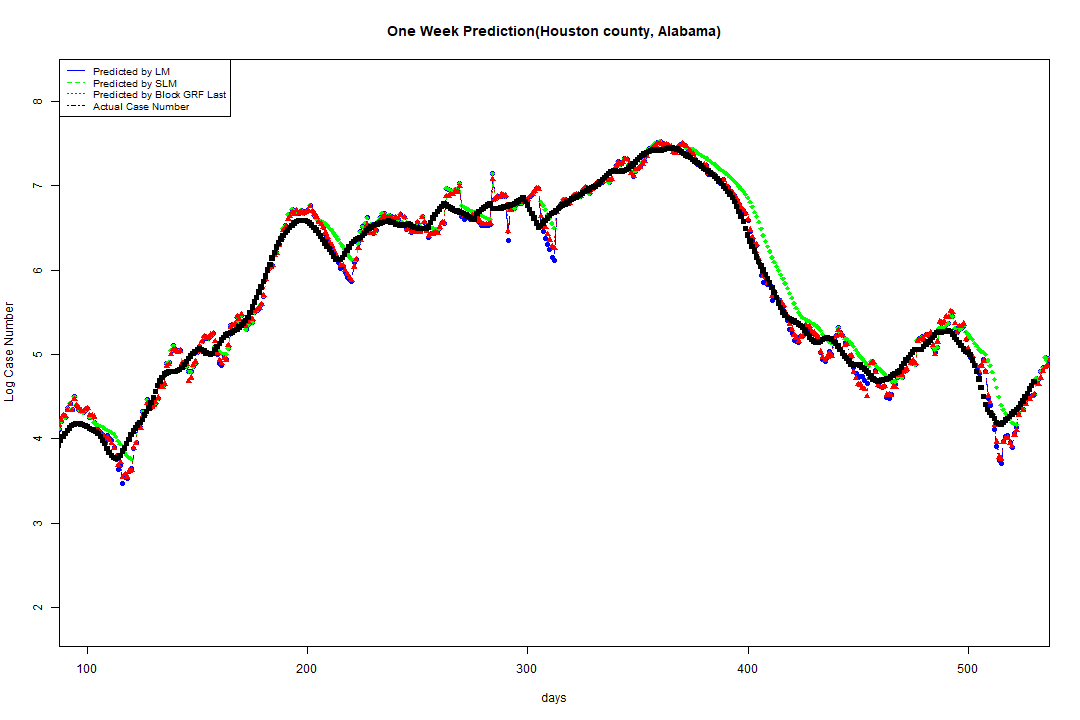 One Week Prediction(Houston county, Alabama)
Predicted by LM
Predicted by SLM
Predicted by Block GRF Last
Actual Case Number
8
7
6
5
4
3
2
Log Case Number
100 200 300 400 500
days